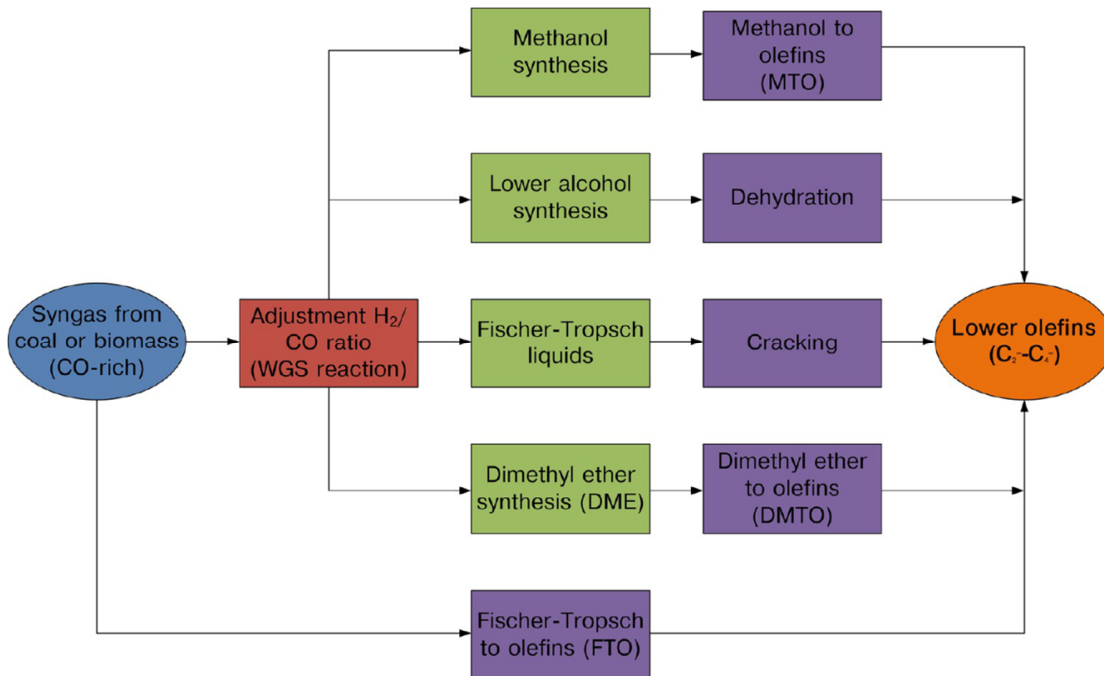 Methanol
synthesis
Methanol to
olefins
(MTO)
Lower alcohol
synthesis
Dehydration
Syngas from
coal or biomass
(CO-rich)
Adjustment H₂/
CO ratio
(WGS reaction)
Fischer-Tropsch
liquids
Cracking
Lower olefins
(C₂⁼-C₄⁼)
Dimethyl ether
synthesis (DME)
Dimethyl ether
to olefins
(DMTO)
Fischer-Tropsch
to olefins (FTO)